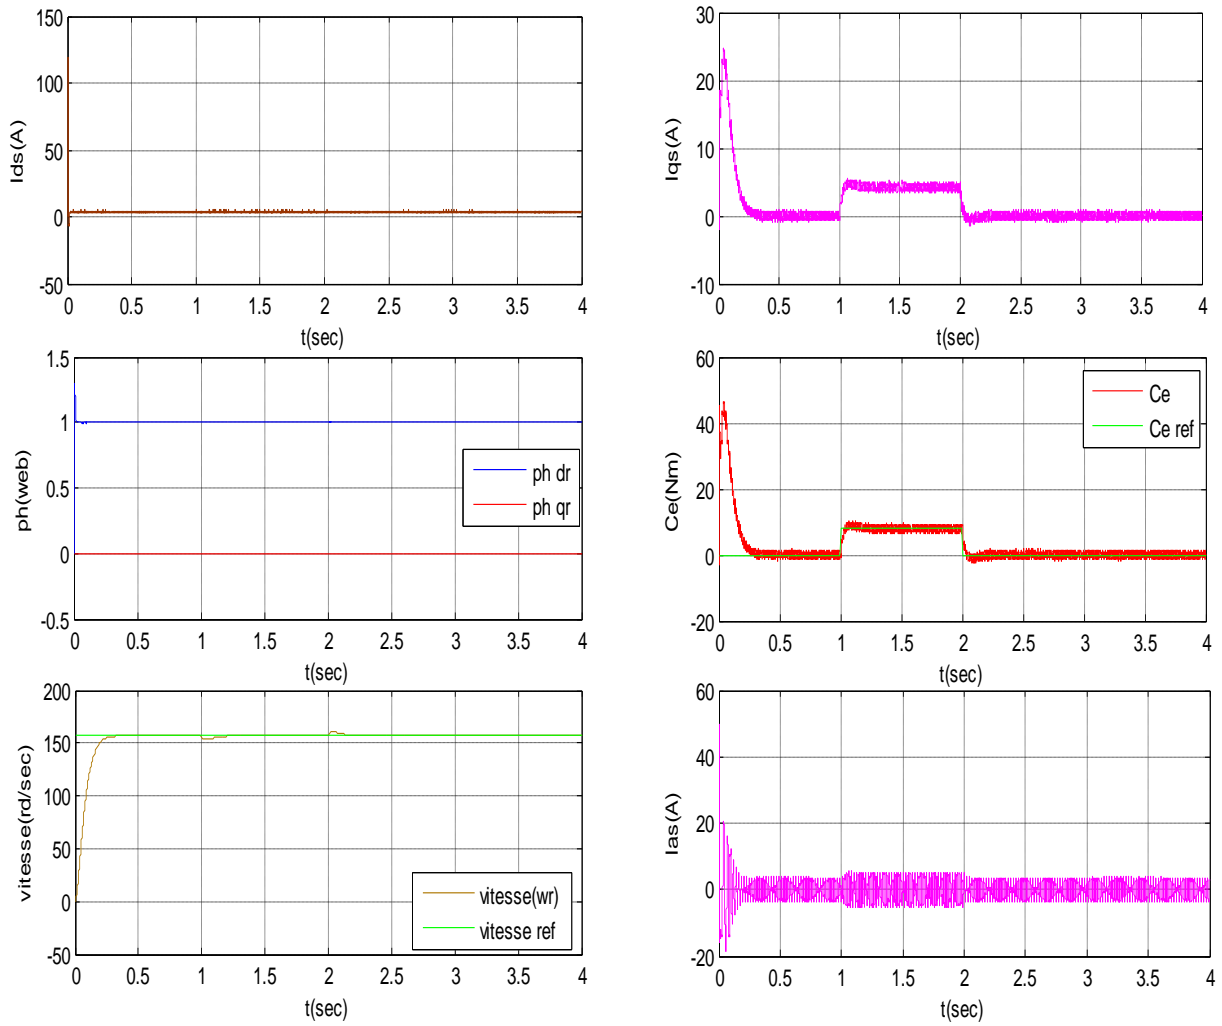 150
100
50
0
-50
Ids(A)
0 0.5 1 1.5 2 2.5 3 3.5 4
t(sec)
30
20
10
0
-10
Iqs(A)
0 0.5 1 1.5 2 2.5 3 3.5 4
t(sec)
1.5
1
0.5
0
-0.5
ph(web)
ph dr
ph qr
0 0.5 1 1.5 2 2.5 3 3.5 4
t(sec)
60
40
20
0
-20
Ce(Nm)
Ce
Ce ref
0 0.5 1 1.5 2 2.5 3 3.5 4
t(sec)
200
150
100
50
0
-50
vitesse(rd/sec)
vitesse(wr)
vitesse ref
0 0.5 1 1.5 2 2.5 3 3.5 4
t(sec)
60
40
20
0
-20
Ias(A)
0 0.5 1 1.5 2 2.5 3 3.5 4
t(sec)